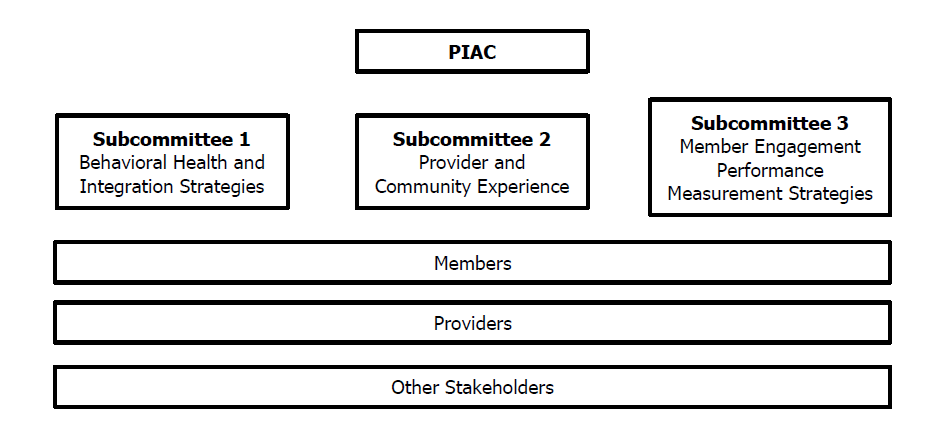 PIAC
Subcommittee 1
Behavioral Health and
Integration Strategies
Subcommittee 2
Provider and
Community Experience
Subcommittee 3
Member Engagement
Performance
Measurement Strategies
Members
Providers
Other Stakeholders